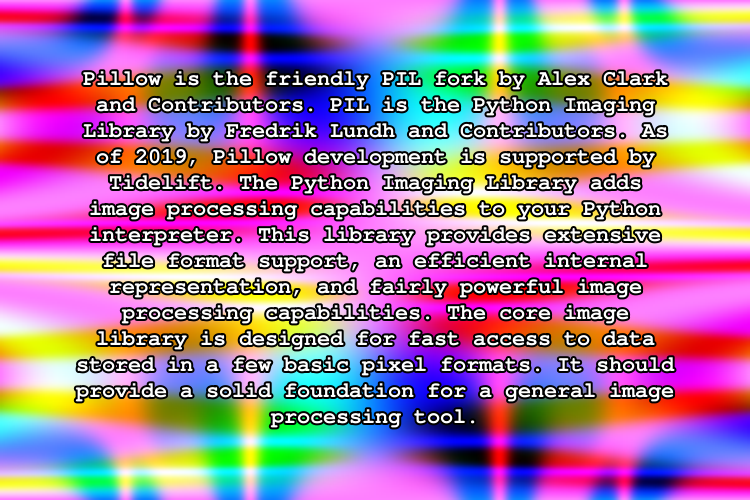 Pillow is the friendly PIL fork by Alex Clark
and Contributors. PIL is the Python Imaging
Library by Fredrik Lundh and Contributors. As
of 2019, Pillow development is supported by
Tidelift. The Python Imaging Library adds
image processing capabilities to your Python
interpreter. This library provides extensive
file format support, an efficient internal
representation, and fairly powerful image
processing capabilities. The core image
library is designed for fast access to data
stored in a few basic pixel formats. It should
provide a solid foundation for a general image
processing tool.